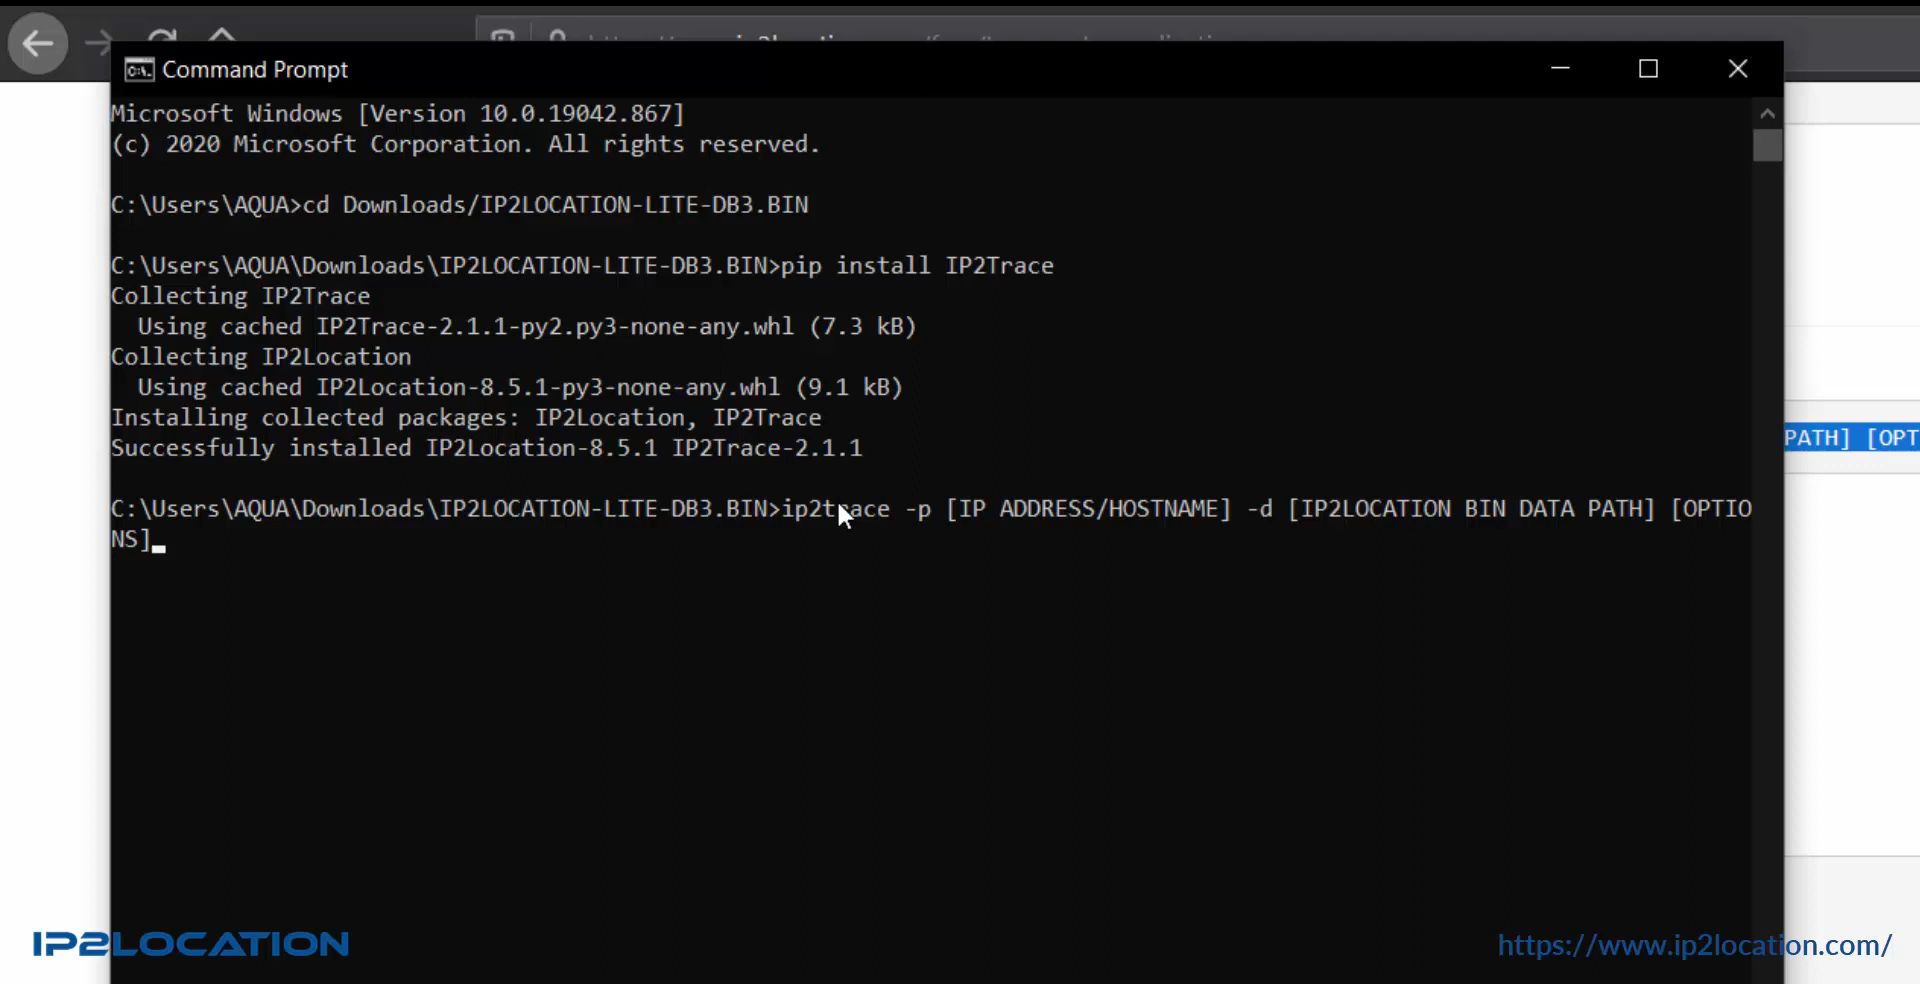 Command Prompt
Microsoft Windows [Version 10.0.19042.867]
(c) 2020 Microsoft Corporation. All rights reserved.
C:\Users\AQUA>cd Downloads/IP2LOCATION-LITE-DB3.BIN
C:\Users\AQUA\Downloads\IP2LOCATION-LITE-DB3.BIN>pip install IP2Trace
Collecting IP2Trace
Using cached IP2Trace-2.1.1-py2.py3-none-any.whl (7.3 kB)
Collecting IP2Location
Using cached IP2Location-8.5.1-py3-none-any.whl (9.1 kB)
Installing collected packages: IP2Location, IP2Trace
Successfully installed IP2Location-8.5.1 IP2Trace-2.1.1
PATH] [OPT
C:\Users\AQUA\Downloads\IP2LOCATION-LITE-DB3.BIN>ip2trace -p [IP ADDRESS/HOSTNAME] -d [IP2LOCATION BIN DATA PATH] [OPTIO
NS]
IP2LOCATION
https://www.ip2location.com/